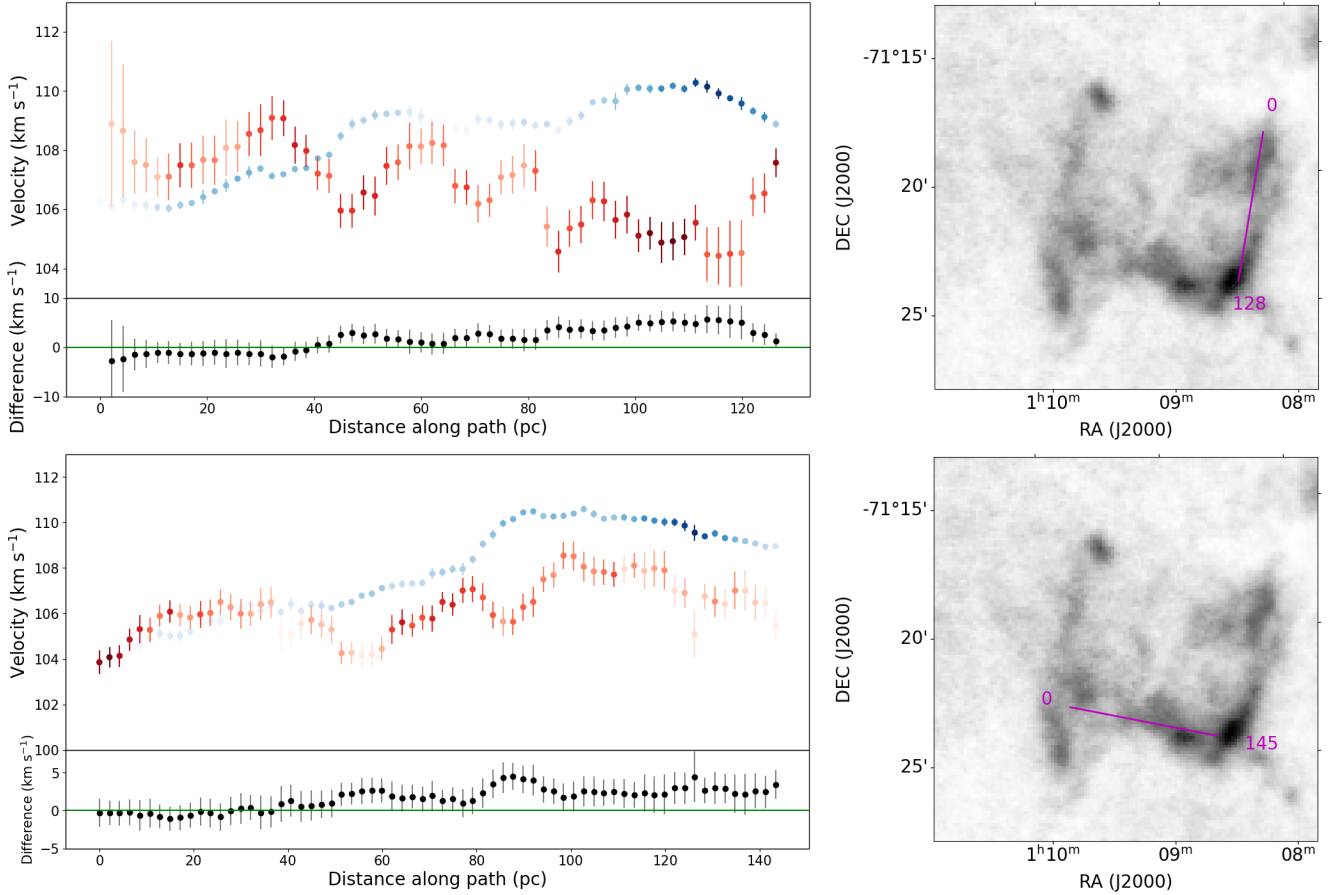 112
110
108
106
104
Velocity (km s⁻¹)
10
0
−10
Difference (km s⁻¹)
0 20 40 60 80 100 120
Distance along path (pc)
-71°15'
20'
25'
DEC (J2000)
0
128
1ʰ10ᵐ 09ᵐ 08ᵐ
RA (J2000)
112
110
108
106
104
102
100
Velocity (km s⁻¹)
5
0
−5
Difference (km s⁻¹)
0 20 40 60 80 100 120 140
Distance along path (pc)
-71°15'
20'
25'
DEC (J2000)
0
145
1ʰ10ᵐ 09ᵐ 08ᵐ
RA (J2000)